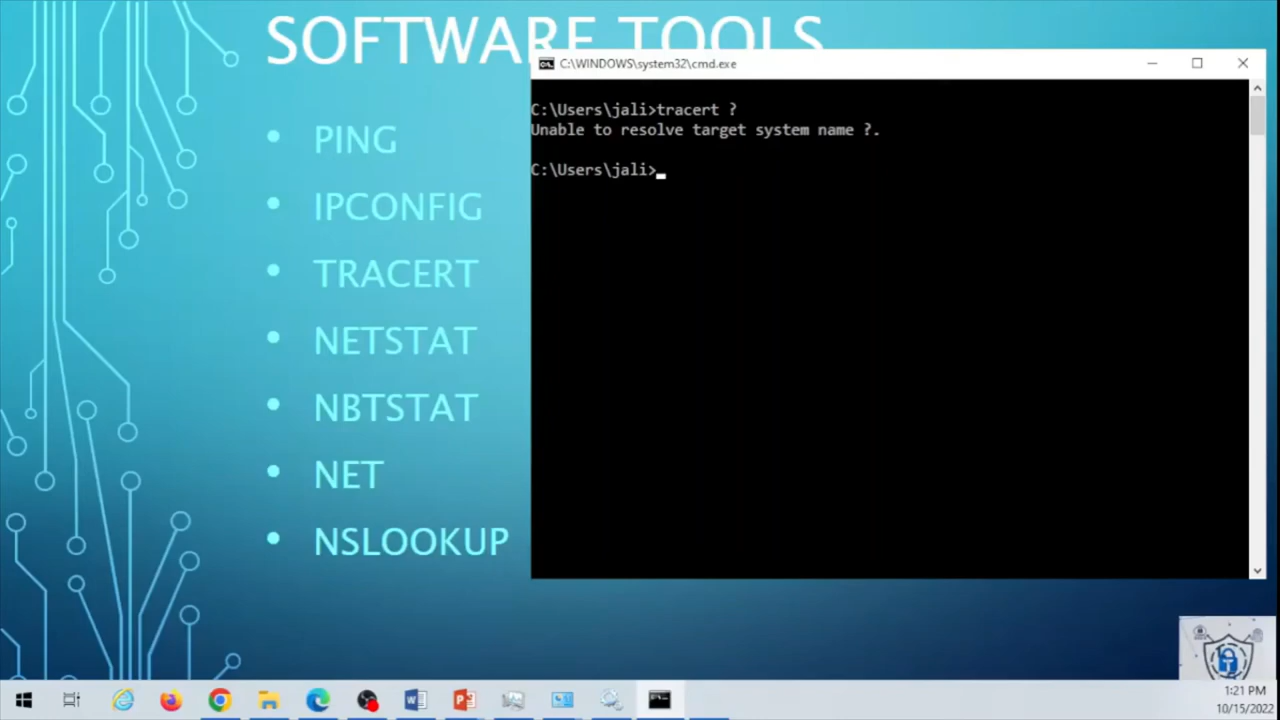 SOFTWARE TOOLS
C:\WINDOWS\system32\cmd.exe
C:\Users\jali>tracert ?
Unable to resolve target system name ?.
C:\Users\jali>
PING
IPCONFIG
TRACERT
NETSTAT
NBTSTAT
NET
NSLOOKUP
1:21 PM
10/15/2022